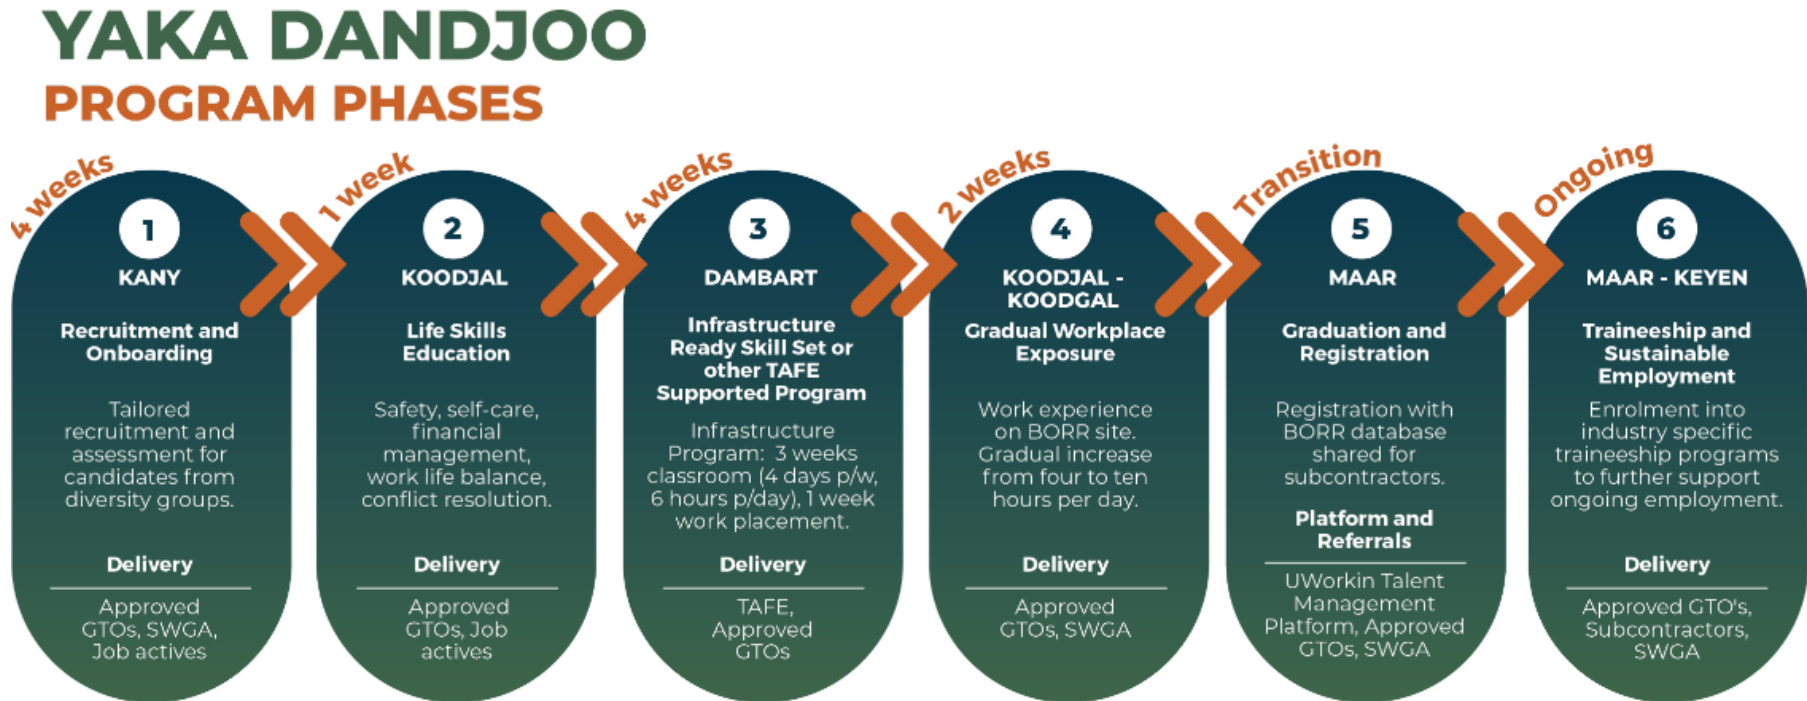 YAKA DANDJOO
PROGRAM PHASES
4 weeks
1
KANY
Recruitment and
Onboarding
Tailored
recruitment and
assessment for
candidates from
diversity groups.
Delivery
Approved
GTOs, SWGA,
Job actives
1 week
2
KOODJAL
Life Skills
Education
Safety, self-care,
financial
management,
work life balance,
conflict resolution.
Delivery
Approved
GTOs, Job
actives
4 weeks
3
DAMBART
Infrastructure
Ready Skill Set or
other TAFE
Supported Program
Infrastructure
Program: 3 weeks
classroom (4 days p/w,
6 hours p/day), 1 week
work placement.
Delivery
TAFE,
Approved
GTOs
2 weeks
4
KOODJAL -
KOODGAL
Gradual Workplace
Exposure
Work experience
on BORR site.
Gradual increase
from four to ten
hours per day.
Delivery
Approved
GTOs, SWGA
Transition
5
MAAR
Graduation and
Registration
Registration with
BORR database
shared for
subcontractors.
Platform and
Referrals
UWorkin Talent
Management
Platform, Approved
GTOs, SWGA
Ongoing
6
MAAR - KEYEN
Traineeship and
Sustainable
Employment
Enrolment into
industry specific
traineeship programs
to further support
ongoing employment.
Delivery
Approved GTO's,
Subcontractors,
SWGA